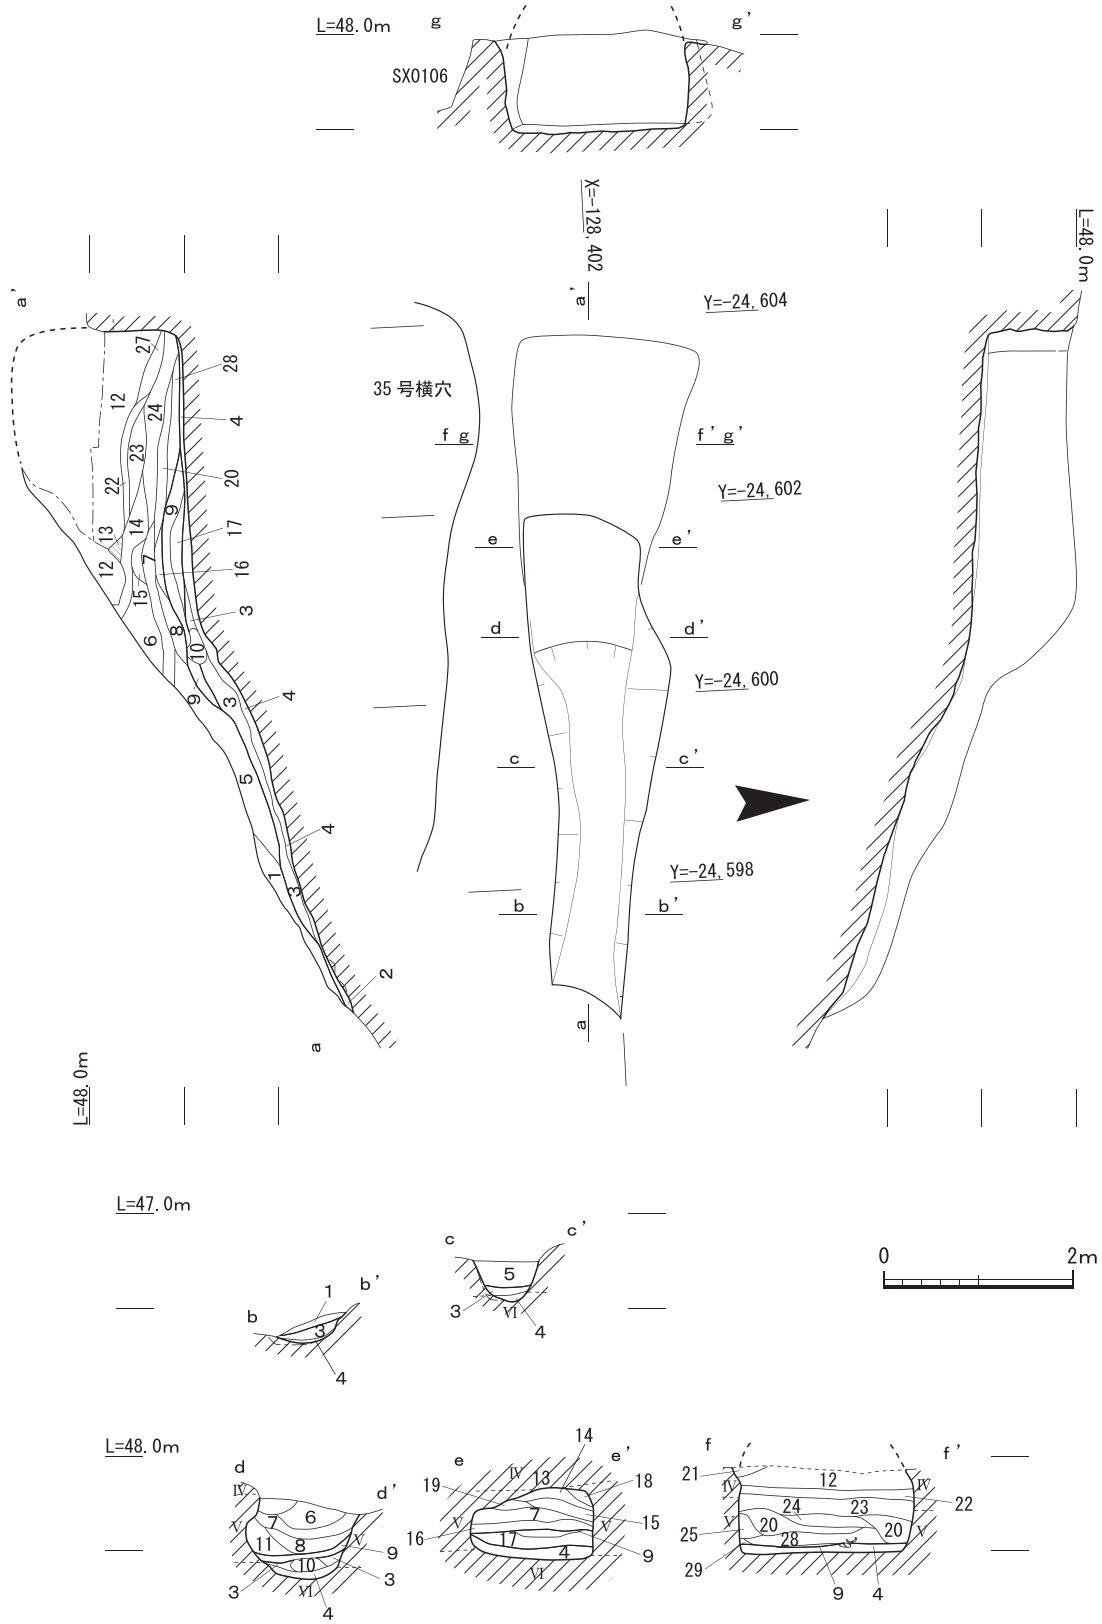 L=48.0m
g
g'
SX0106
X=-128,402
L=48.0m
a'
a'
Y=-24,604
27
28
12
24
4
35号横穴
f g
f'g'
23
20
22
Y=-24,602
9
13
14
17
e
e'
12
7
16
15
3
6
8
d
d'
10
Y=-24,600
9
3
4
c
c'
5
4
1
3
Y=-24,598
b
b'
2
a
a
L=48.0m
L=47.0m
c
c'
5
3
VI
4
b
b'
1
3
4
0
2m
L=48.0m
d
d'
IV
6
7
V
V
11
8
9
10
3
3
VI
4
e
e'
14
IV
13
18
19
7
V
V
15
16
17
9
4
VI
f
f'
21
12
IV
IV
22
24
23
V
V
25
20
20
28
29
9
4